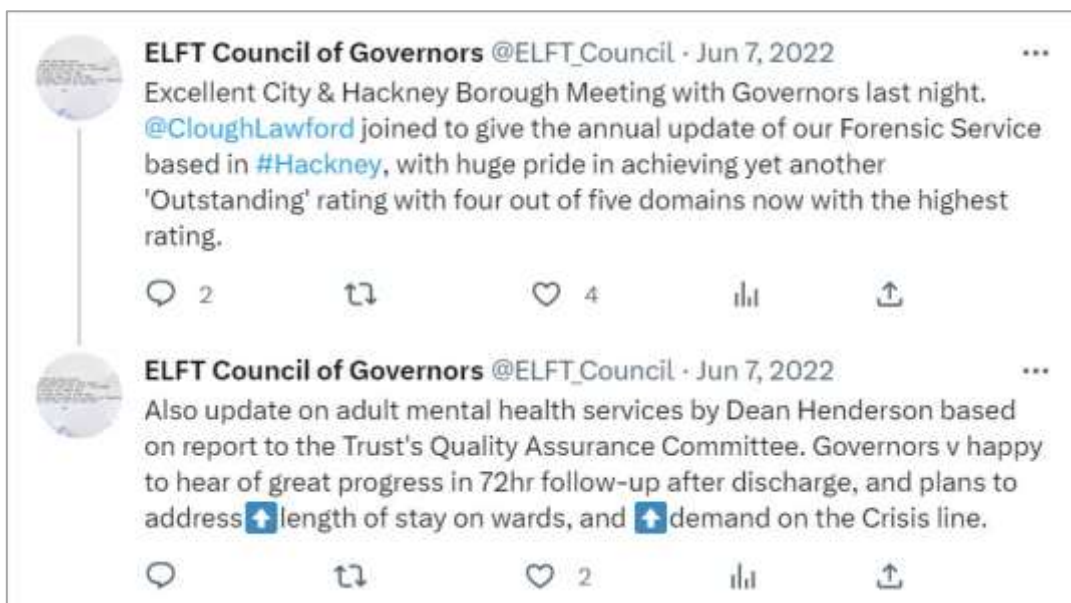 ELFT Council of Governors @ELFT_Council · Jun 7, 2022
Excellent City & Hackney Borough Meeting with Governors last night.
@CloughLawford joined to give the annual update of our Forensic Service
based in #Hackney, with huge pride in achieving yet another
'Outstanding' rating with four out of five domains now with the highest
rating.
2 4
ELFT Council of Governors @ELFT_Council · Jun 7, 2022
Also update on adult mental health services by Dean Henderson based
on report to the Trust's Quality Assurance Committee. Governors v happy
to hear of great progress in 72hr follow-up after discharge, and plans to
address⬆️length of stay on wards, and ⬆️demand on the Crisis line.
2